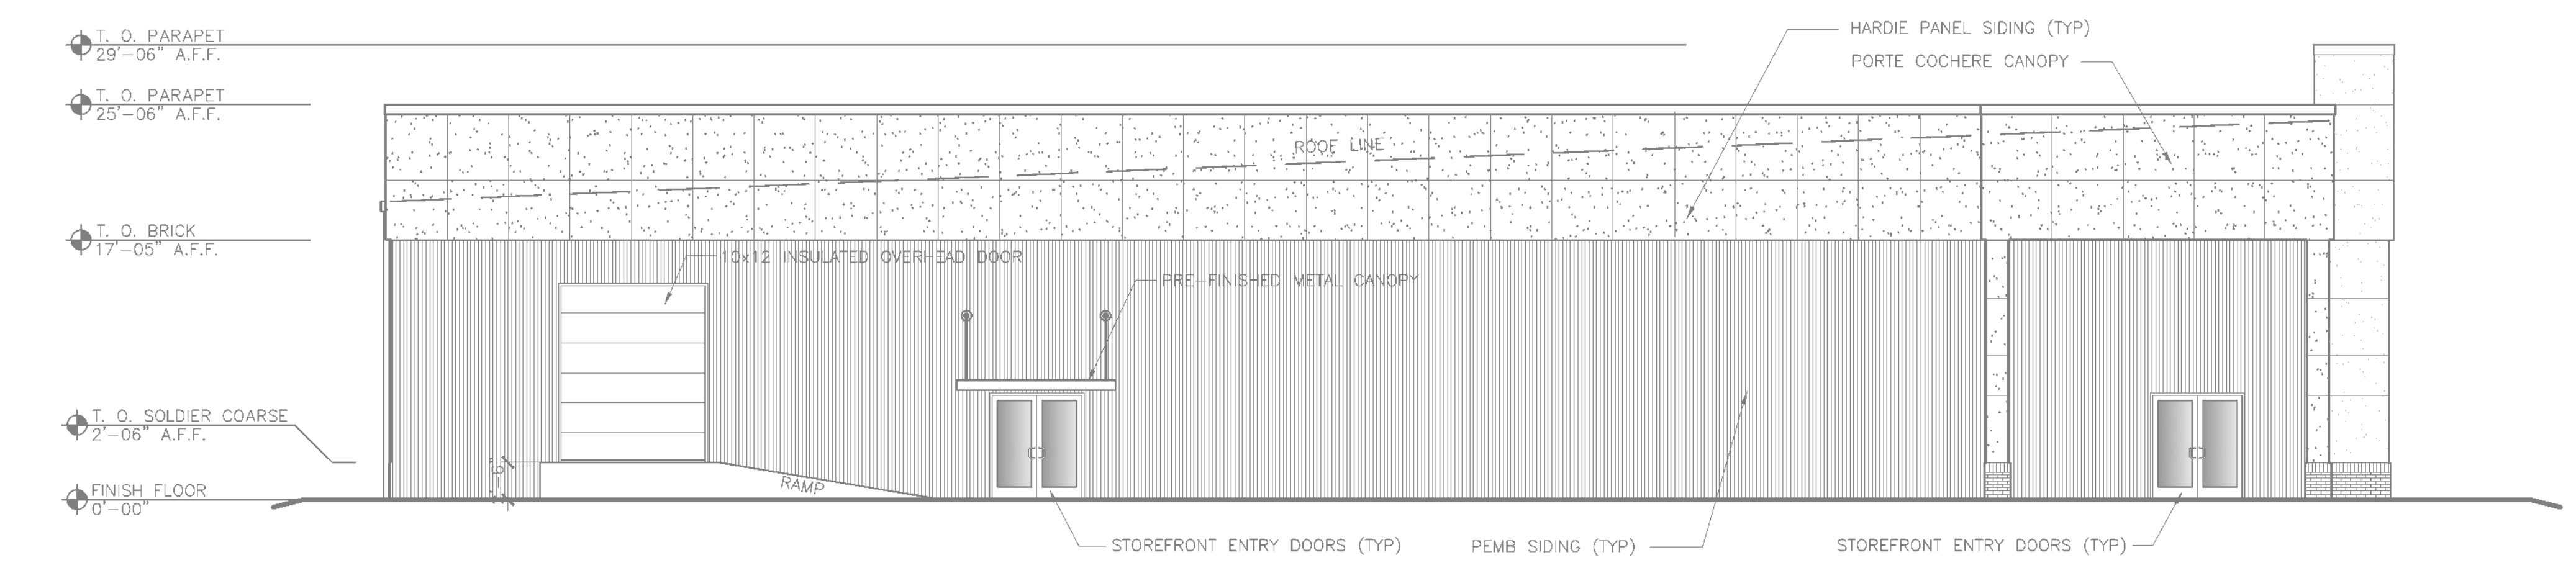 T. O. PARAPET
29'-06" A.F.F.
T. O. PARAPET
25'-06" A.F.F.
T. O. BRICK
17'-05" A.F.F.
T. O. SOLDIER COARSE
2'-06" A.F.F.
FINISH FLOOR
0'-00"
HARDIE PANEL SIDING (TYP)
PORTE COCHERE CANOPY
ROOF LINE
10x12 INSULATED OVERHEAD DOOR
PRE-FINISHED METAL CANOPY
RAMP
STOREFRONT ENTRY DOORS (TYP)
PEMB SIDING (TYP)
STOREFRONT ENTRY DOORS (TYP)